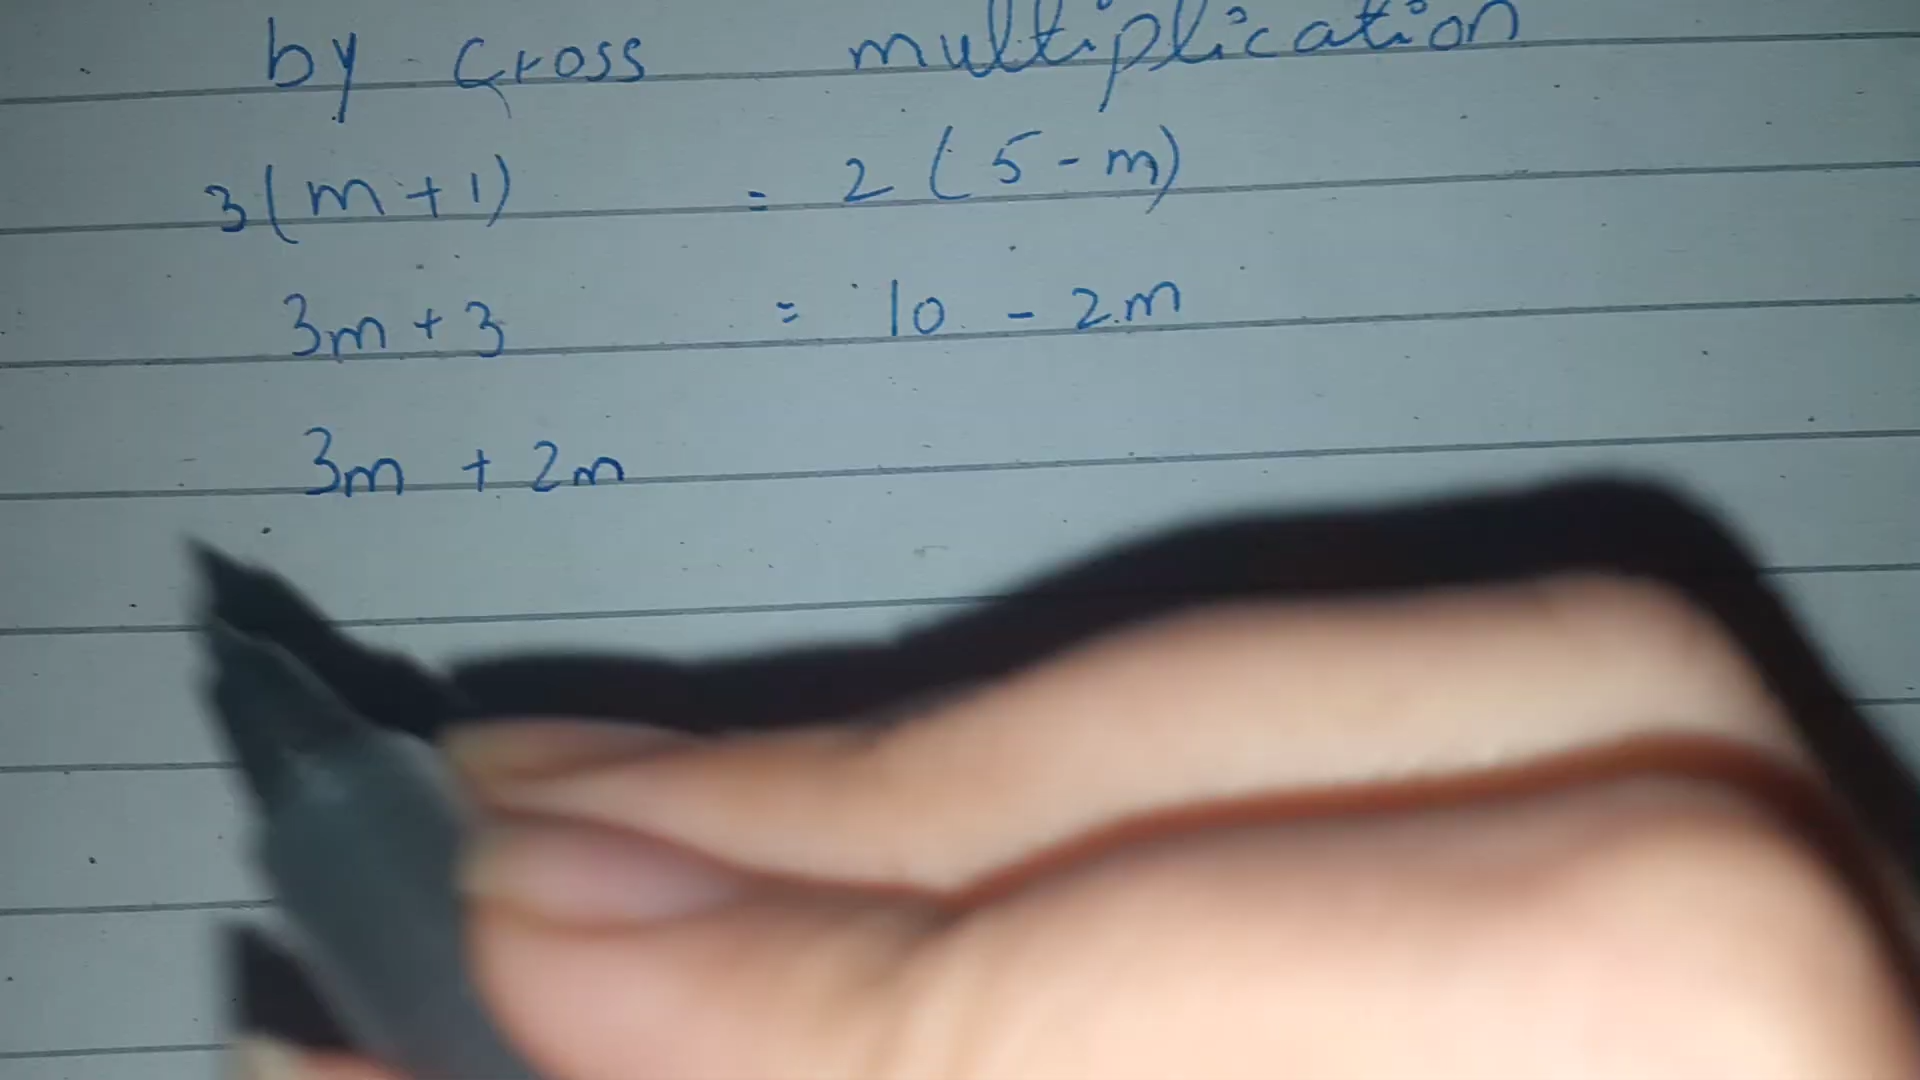 by cross multiplication
3(m+1) = 2(5-m)
3m+3 = 10 - 2m
3m + 2m